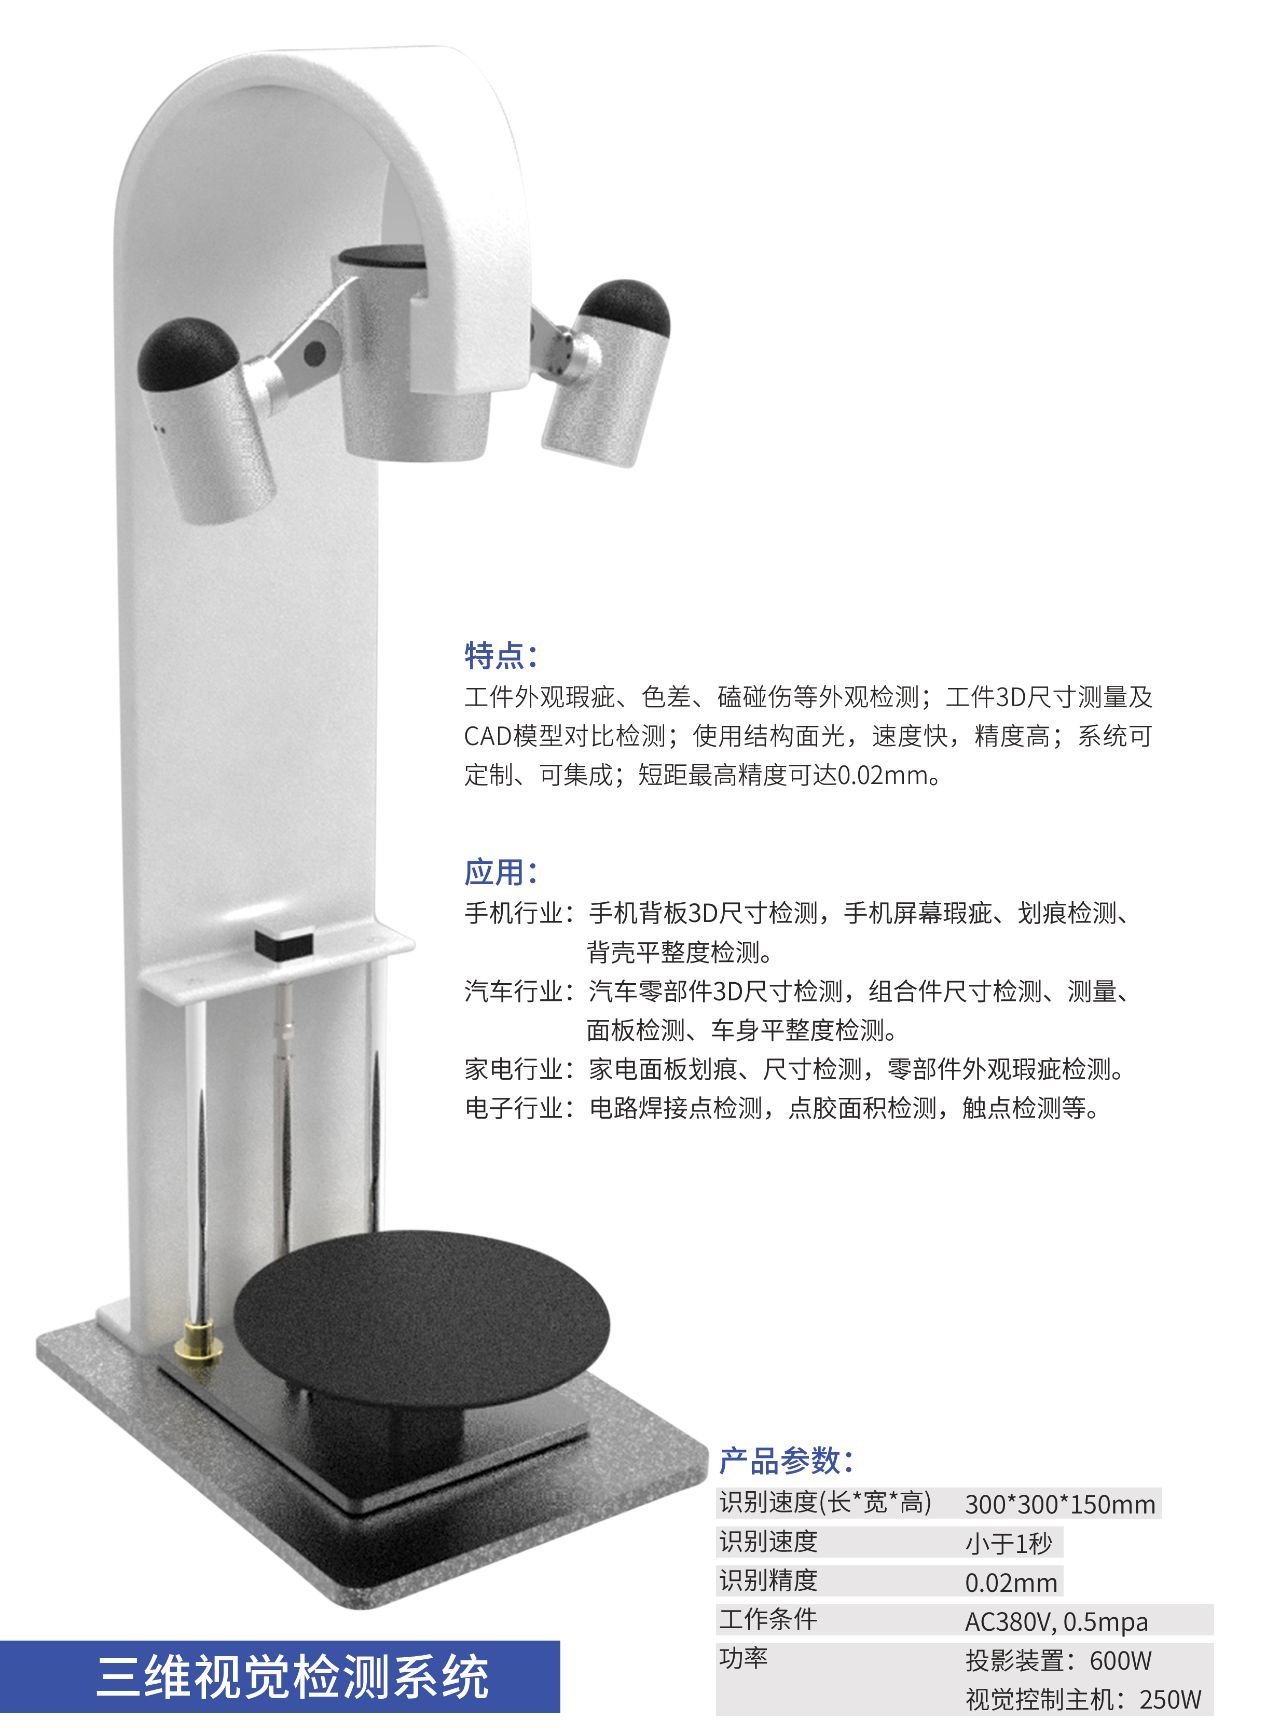 特点：
工件外观瑕疵、色差、磕碰伤等外观检测；工件3D尺寸测量及
CAD模型对比检测；使用结构面光，速度快，精度高；系统可
定制、可集成；短距最高精度可达0.02mm。
应用：
手机行业：手机背板3D尺寸检测，手机屏幕瑕疵、划痕检测、
背壳平整度检测。
汽车行业：汽车零部件3D尺寸检测，组合件尺寸检测、测量、
面板检测、车身平整度检测。
家电行业：家电面板划痕、尺寸检测，零部件外观瑕疵检测。
电子行业：电路焊接点检测，点胶面积检测，触点检测等。
产品参数：
识别速度(长*宽*高) 300*300*150mm
识别速度 小于1秒
识别精度 0.02mm
工作条件 AC380V, 0.5mpa
功率 投影装置：600W
视觉控制主机：250W
三维视觉检测系统